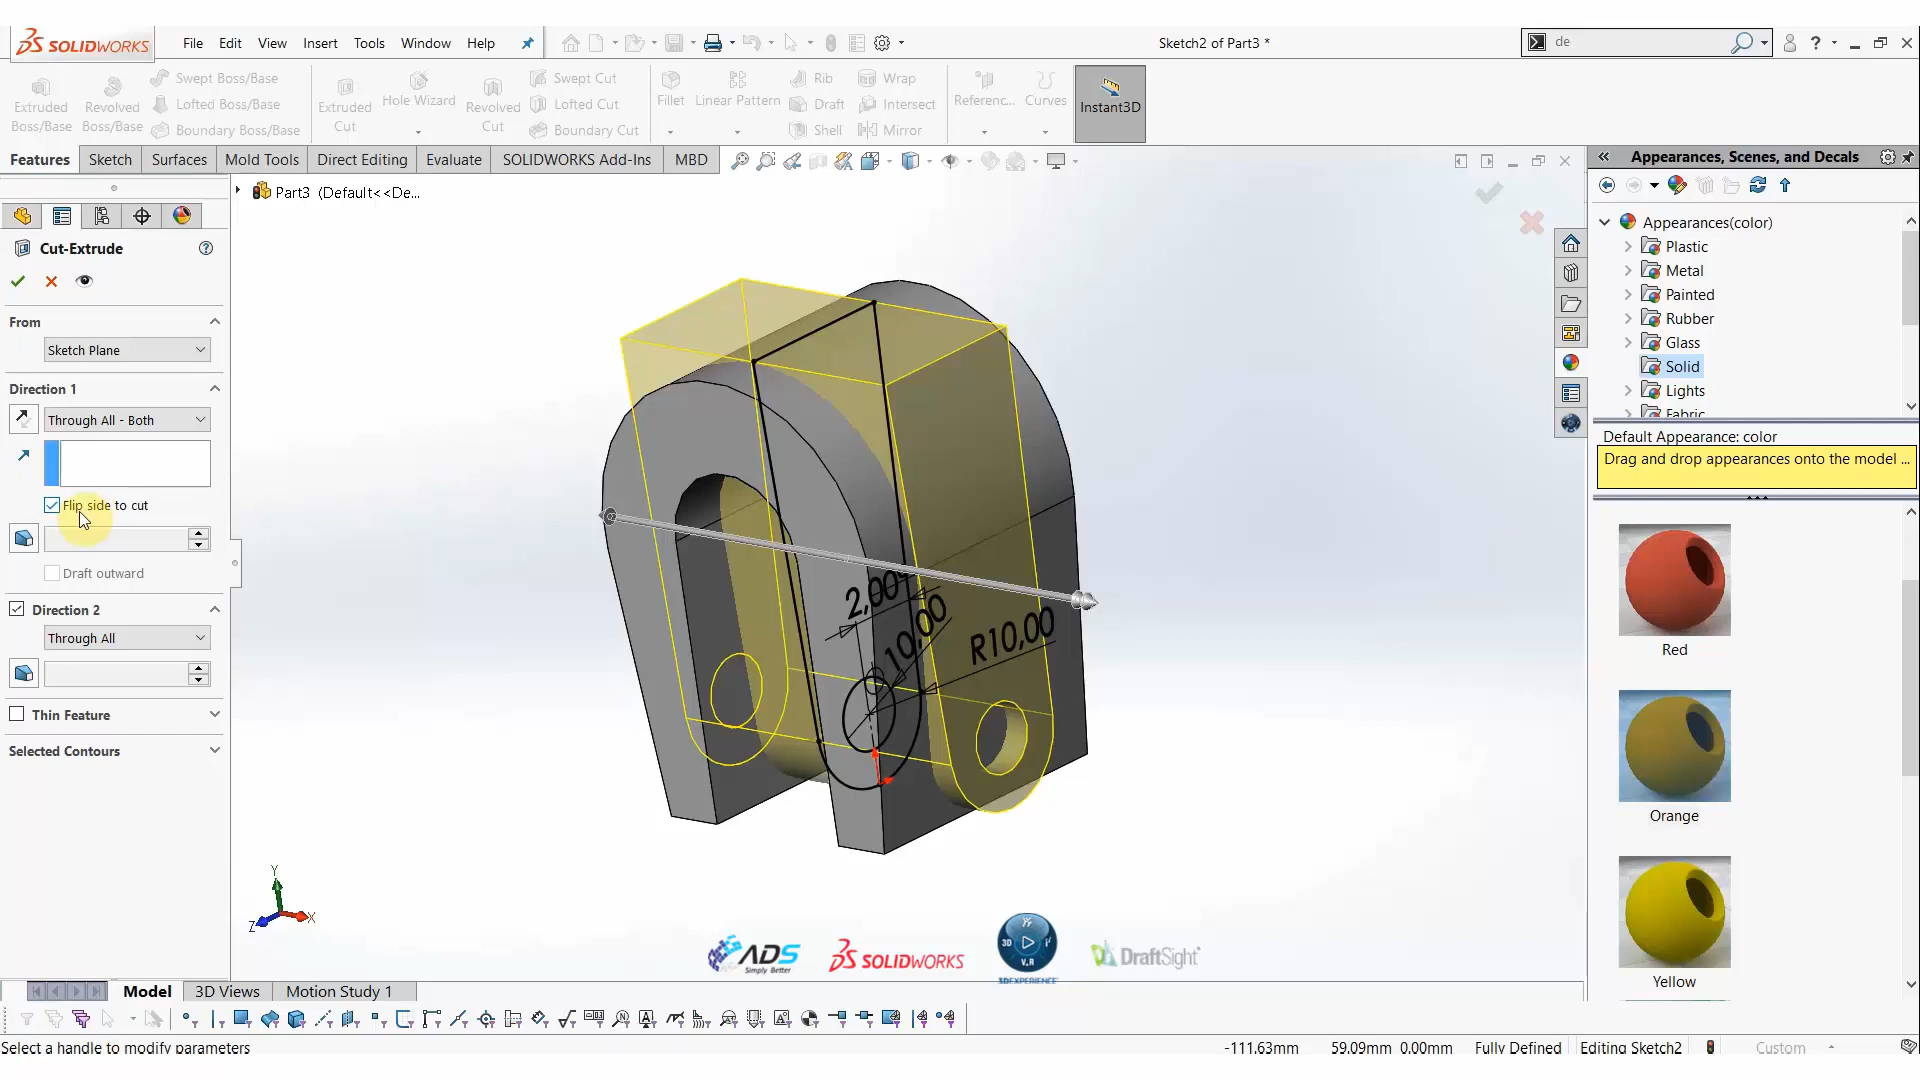 SOLIDWORKS File Edit View Insert Tools Window Help
Sketch2 of Part3 *
de
Extruded Boss/Base
Revolved Boss/Base
Swept Boss/Base
Lofted Boss/Base
Boundary Boss/Base
Extruded Cut
Hole Wizard
Revolved Cut
Swept Cut
Lofted Cut
Boundary Cut
Fillet
Linear Pattern
Rib
Draft
Shell
Wrap
Intersect
Mirror
Referenc...
Curves
Instant3D
Features Sketch Surfaces Mold Tools Direct Editing Evaluate SOLIDWORKS Add-Ins MBD
Part3 (Default<<De...
Cut-Extrude
From
Sketch Plane
Direction 1
Through All - Both
Flip side to cut
Draft outward
Direction 2
Through All
Thin Feature
Selected Contours
2,00
10,00
R10,00
Y
Z
X
ADS
Simply Better
SOLIDWORKS
3D
V.R
3DEXPERIENCE
DraftSight
Appearances, Scenes, and Decals
Appearances(color)
Plastic
Metal
Painted
Rubber
Glass
Solid
Lights
Fabric
Default Appearance: color
Drag and drop appearances onto the model ...
Red
Orange
Yellow
Model 3D Views Motion Study 1
Select a handle to modify parameters
-111.63mm 59.09mm 0.00mm Fully Defined Editing Sketch2 Custom